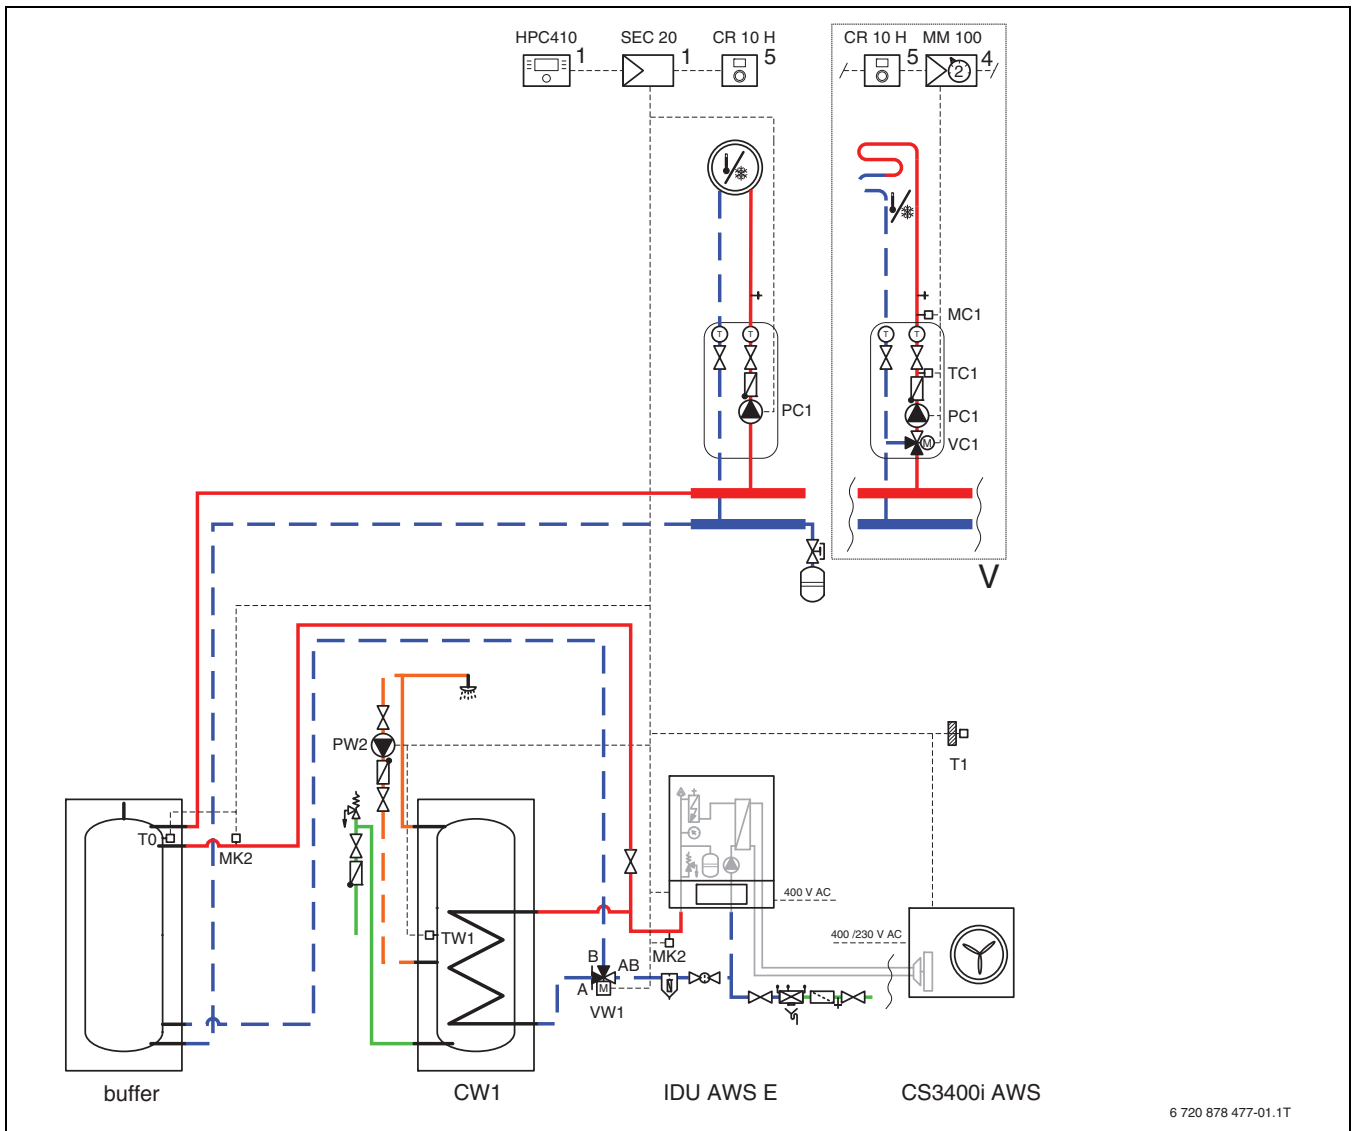 HPC410 SEC 20 CR 10 H CR 10 H MM 100
1 1 5 5 2 4
MC1
T T T T
TC1
PC1 PC1
M VC1
V
PW2
T1
T0
MK2
400 V AC
400 /230 V AC
TW1
B AB MK2
A M
VW1
buffer CW1 IDU AWS E CS3400i AWS
6 720 878 477-01.1T